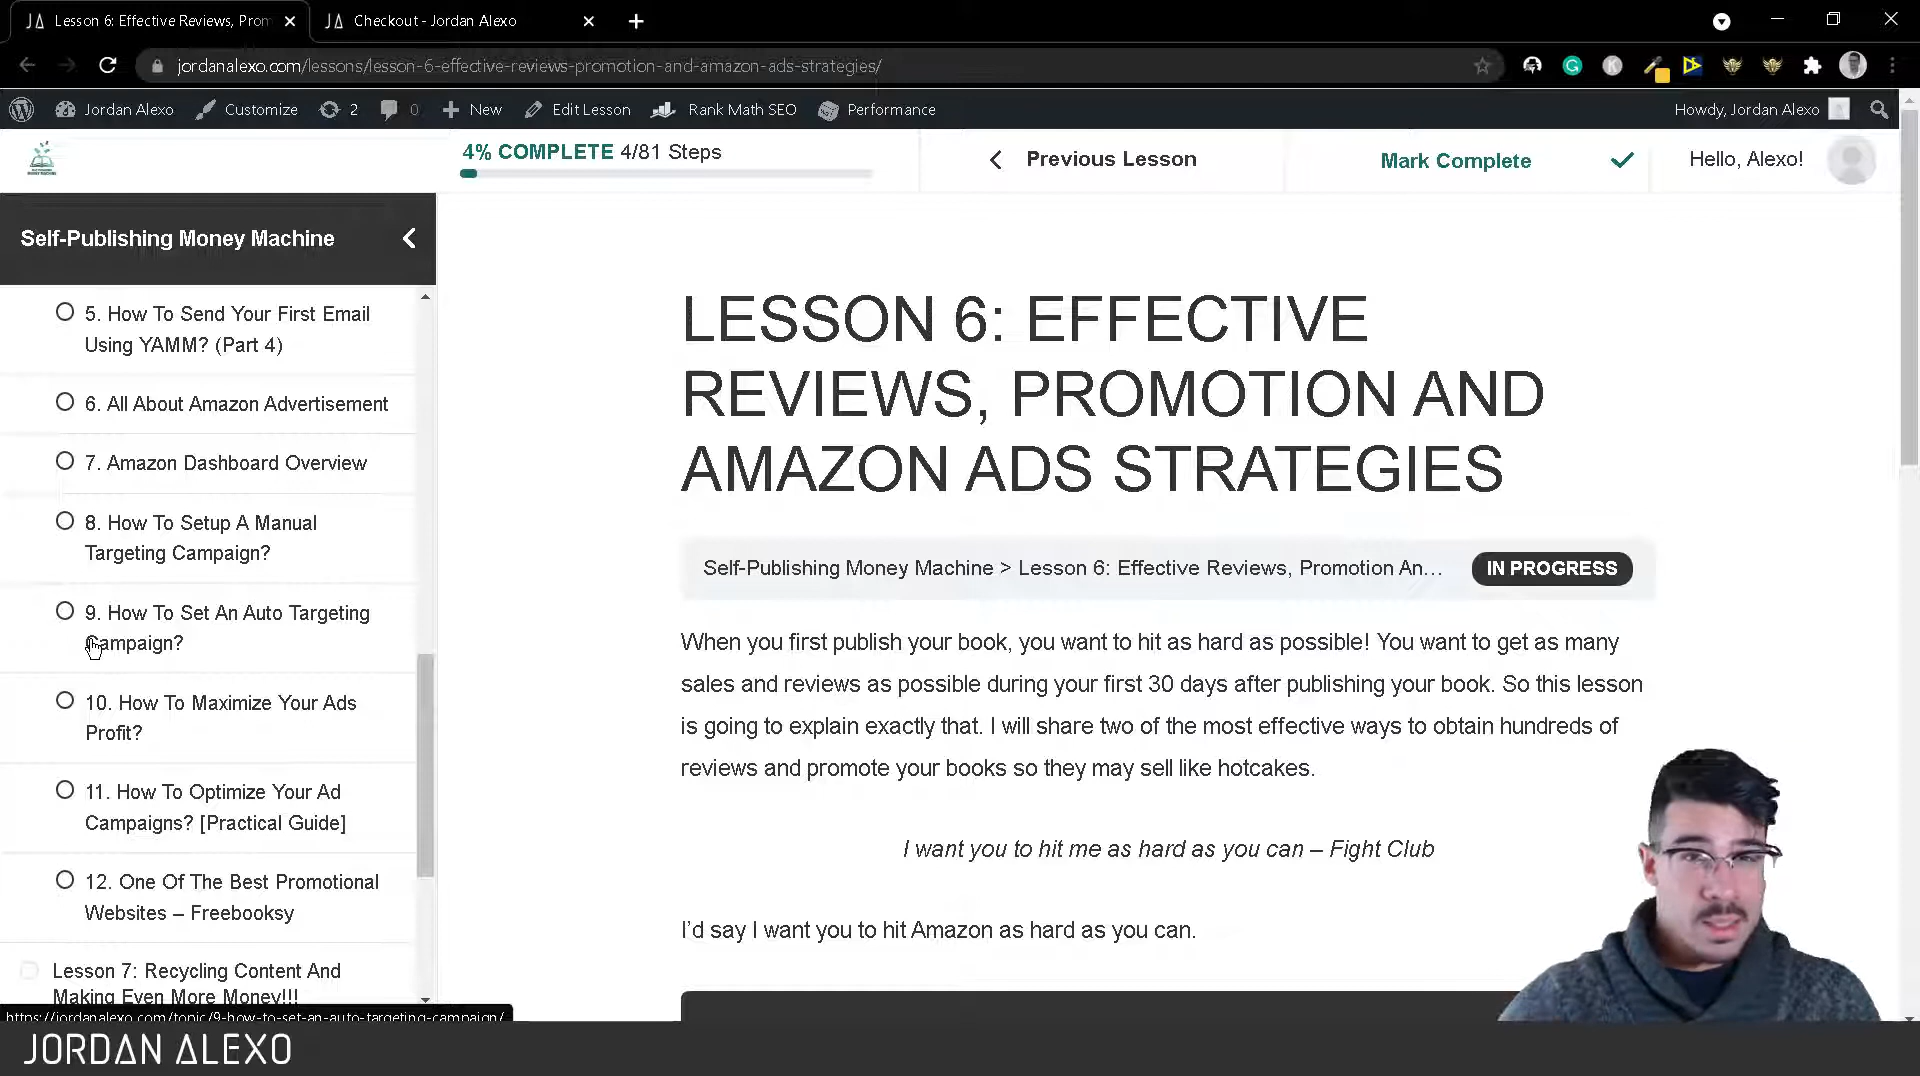 Lesson 6: Effective Reviews, Prom
Checkout - Jordan Alexo
jordanalexo.com/lessons/lesson-6-effective-reviews-promotion-and-amazon-ads-strategies/
Jordan Alexo
Customize
2
0
New
Edit Lesson
Rank Math SEO
Performance
Howdy, Jordan Alexo
4% COMPLETE 4/81 Steps
Previous Lesson
Mark Complete
Hello, Alexo!
Self-Publishing Money Machine
5. How To Send Your First Email
Using YAMM? (Part 4)
6. All About Amazon Advertisement
7. Amazon Dashboard Overview
8. How To Setup A Manual
Targeting Campaign?
9. How To Set An Auto Targeting
Campaign?
10. How To Maximize Your Ads
Profit?
11. How To Optimize Your Ad
Campaigns? [Practical Guide]
12. One Of The Best Promotional
Websites – Freebooksy
Lesson 7: Recycling Content And
Making Even More Money!!!
https://jordanalexo.com/topic/9-how-to-set-an-auto-targeting-campaign/
LESSON 6: EFFECTIVE
REVIEWS, PROMOTION AND
AMAZON ADS STRATEGIES
Self-Publishing Money Machine > Lesson 6: Effective Reviews, Promotion An...
IN PROGRESS
When you first publish your book, you want to hit as hard as possible! You want to get as many
sales and reviews as possible during your first 30 days after publishing your book. So this lesson
is going to explain exactly that. I will share two of the most effective ways to obtain hundreds of
reviews and promote your books so they may sell like hotcakes.
I want you to hit me as hard as you can – Fight Club
I'd say I want you to hit Amazon as hard as you can.
JORDAN ALEXO